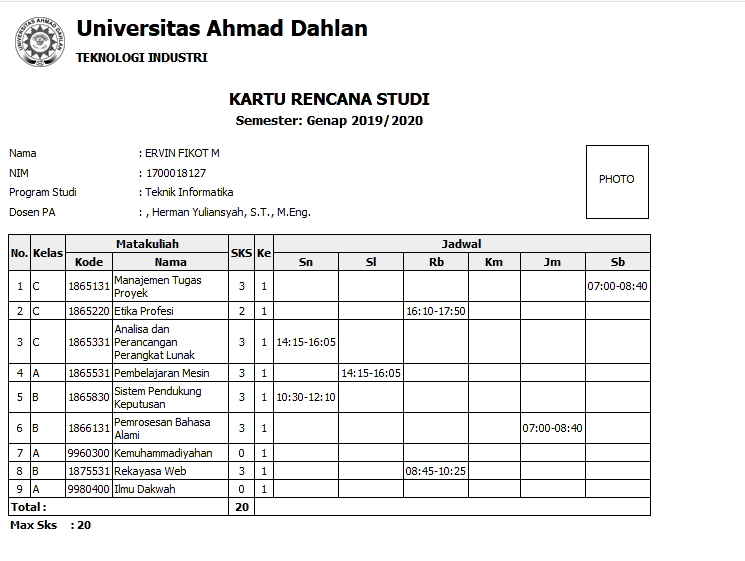 UNIVERSITAS AHMAD DAHLAN
Universitas Ahmad Dahlan
TEKNOLOGI INDUSTRI
KARTU RENCANA STUDI
Semester: Genap 2019/2020
Nama : ERVIN FIKOT M
NIM : 1700018127
Program Studi : Teknik Informatika
Dosen PA : , Herman Yuliansyah, S.T., M.Eng.
PHOTO
No. Kelas Matakuliah SKS Ke Jadwal
Kode Nama Sn Sl Rb Km Jm Sb
1 C 1865131 Manajemen Tugas 3 1 07:00-08:40
Proyek
2 C 1865220 Etika Profesi 2 1 16:10-17:50
Analisa dan
3 C 1865331 Perancangan 3 1 14:15-16:05
Perangkat Lunak
4 A 1865531 Pembelajaran Mesin 3 1 14:15-16:05
5 B 1865830 Sistem Pendukung 3 1 10:30-12:10
Keputusan
6 B 1866131 Pemrosesan Bahasa 3 1 07:00-08:40
Alami
7 A 9960300 Kemuhammadiyahan 0 1
8 B 1875531 Rekayasa Web 3 1 08:45-10:25
9 A 9980400 Ilmu Dakwah 0 1
Total : 20
Max Sks : 20